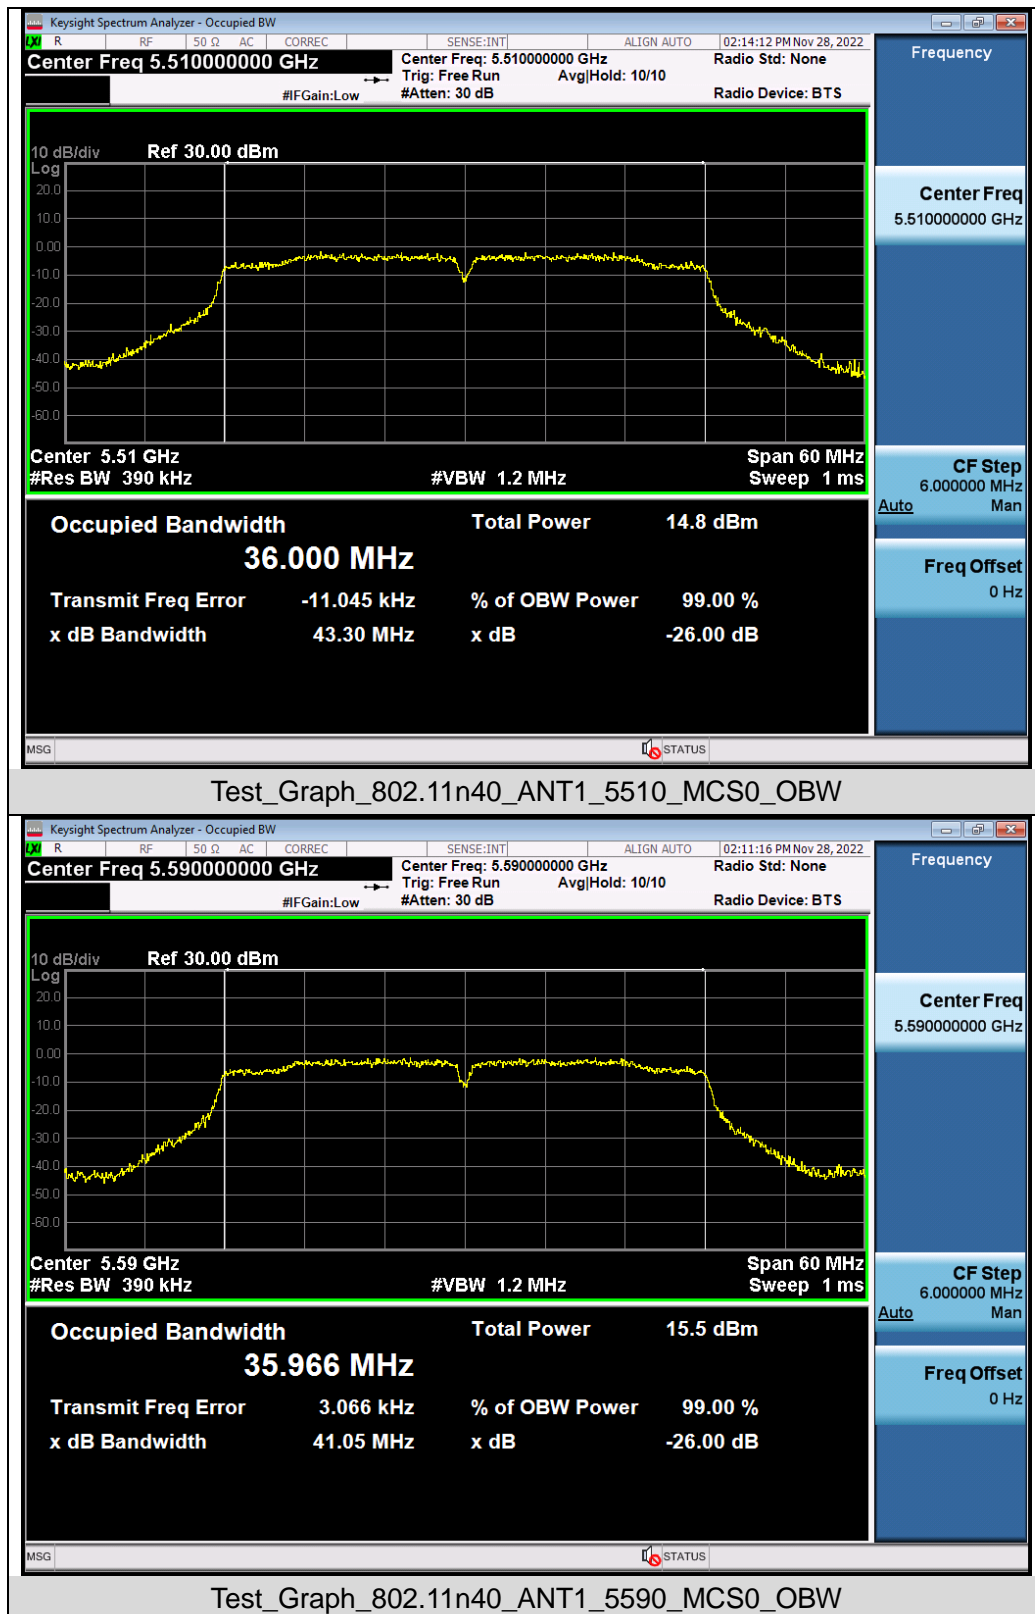 Keysight Spectrum Analyzer - Occupied BW
LXI R RF 50 Ω AC CORREC SENSE:INT ALIGN AUTO 02:14:12 PM Nov 28, 2022
Center Freq 5.510000000 GHz
Center Freq: 5.510000000 GHz Radio Std: None
Trig: Free Run Avg|Hold: 10/10
#IFGain:Low #Atten: 30 dB Radio Device: BTS
Frequency
10 dB/div Ref 30.00 dBm
Log
20.0
10.0
0.00
-10.0
-20.0
-30.0
-40.0
-50.0
-60.0
Center 5.51 GHz Span 60 MHz
#Res BW 390 kHz #VBW 1.2 MHz Sweep 1 ms
Center Freq
5.510000000 GHz
CF Step
6.000000 MHz
Auto Man
Freq Offset
0 Hz
Occupied Bandwidth Total Power 14.8 dBm
36.000 MHz
Transmit Freq Error -11.045 kHz % of OBW Power 99.00 %
x dB Bandwidth 43.30 MHz x dB -26.00 dB
MSG STATUS
Test_Graph_802.11n40_ANT1_5510_MCS0_OBW
Keysight Spectrum Analyzer - Occupied BW
LXI R RF 50 Ω AC CORREC SENSE:INT ALIGN AUTO 02:11:16 PM Nov 28, 2022
Center Freq 5.590000000 GHz
Center Freq: 5.590000000 GHz Radio Std: None
Trig: Free Run Avg|Hold: 10/10
#IFGain:Low #Atten: 30 dB Radio Device: BTS
Frequency
10 dB/div Ref 30.00 dBm
Log
20.0
10.0
0.00
-10.0
-20.0
-30.0
-40.0
-50.0
-60.0
Center 5.59 GHz Span 60 MHz
#Res BW 390 kHz #VBW 1.2 MHz Sweep 1 ms
Center Freq
5.590000000 GHz
CF Step
6.000000 MHz
Auto Man
Freq Offset
0 Hz
Occupied Bandwidth Total Power 15.5 dBm
35.966 MHz
Transmit Freq Error 3.066 kHz % of OBW Power 99.00 %
x dB Bandwidth 41.05 MHz x dB -26.00 dB
MSG STATUS
Test_Graph_802.11n40_ANT1_5590_MCS0_OBW